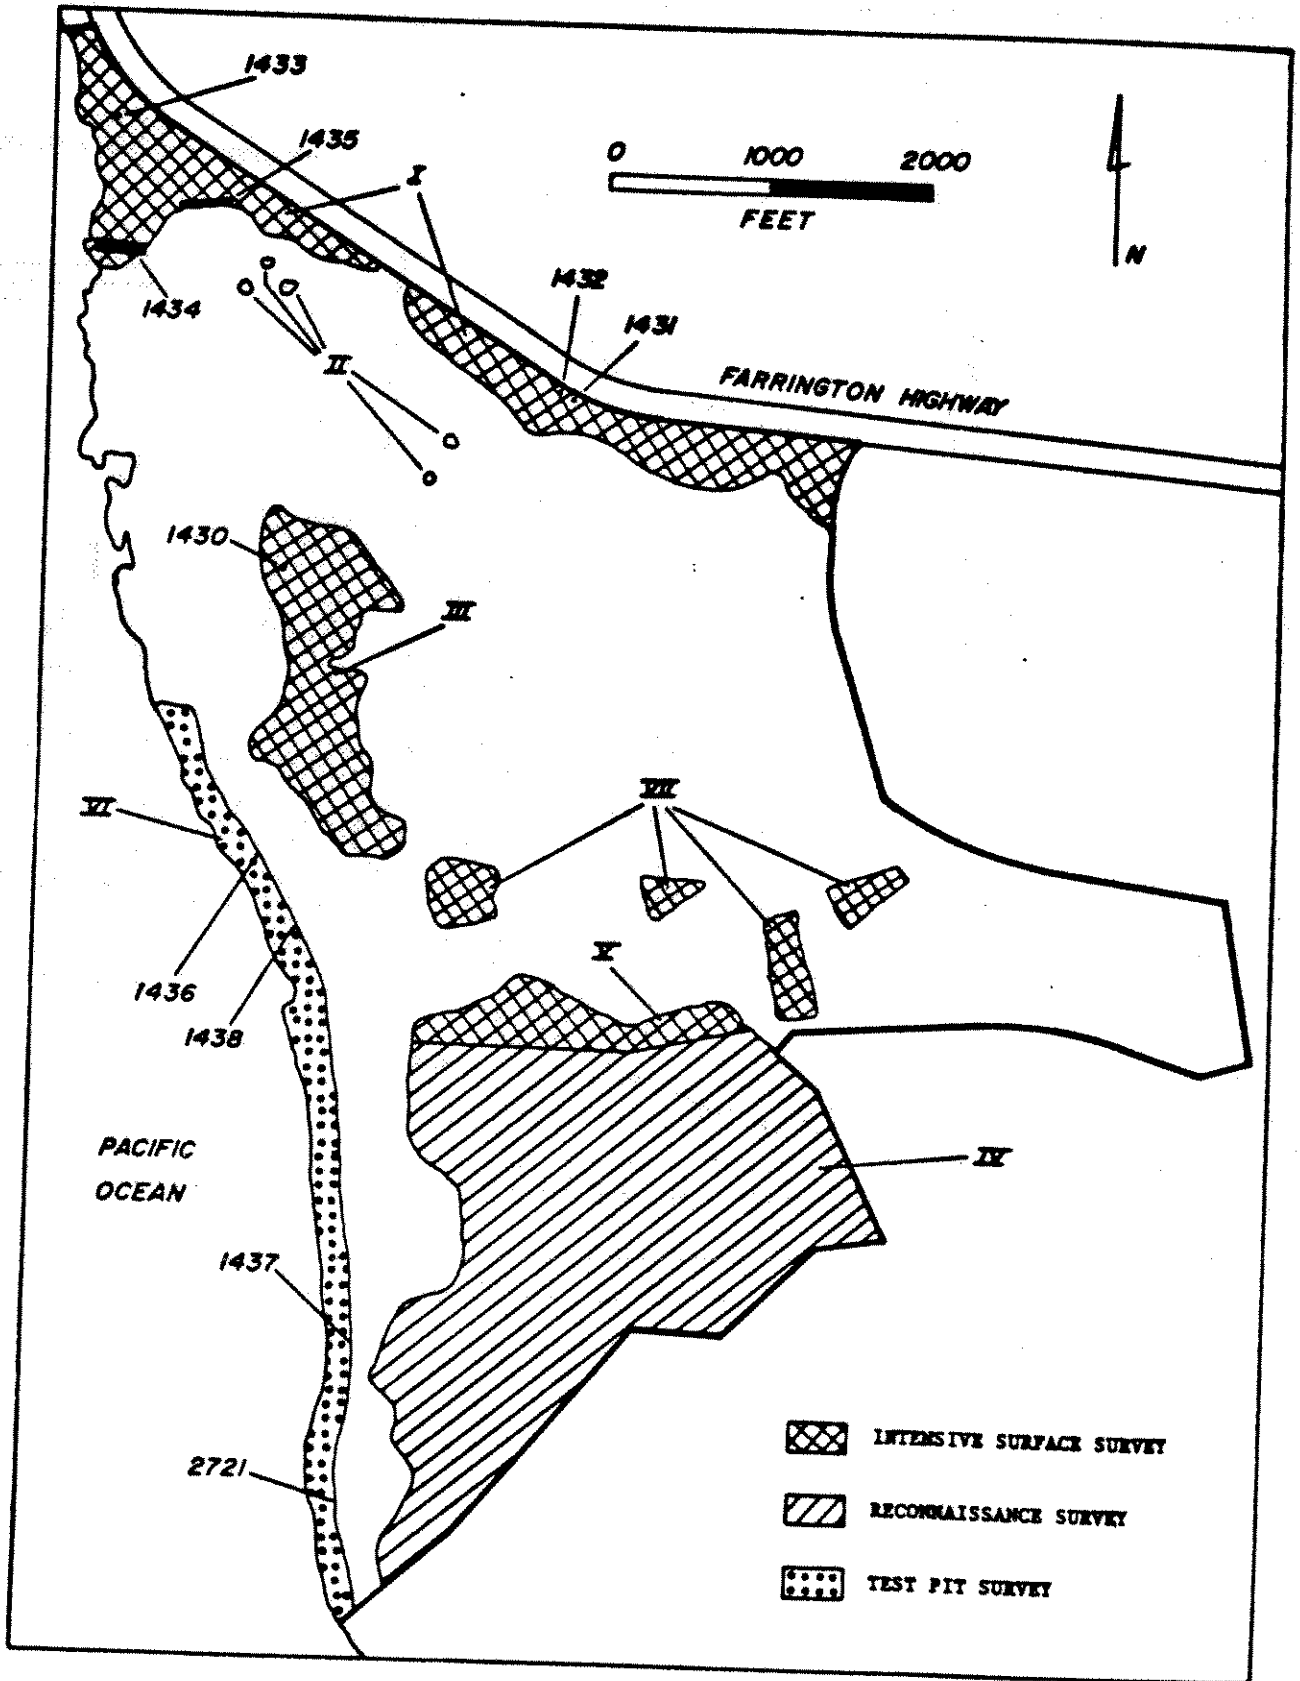 1433
1435
I
0 1000 2000
FEET
N
1434
1432
1431
II
FARRINGTON HIGHWAY
1430
III
VI
VII
1436
1438
V
PACIFIC
OCEAN
IV
1437
2721
INTENSIVE SURFACE SURVEY
RECONNAISSANCE SURVEY
TEST PIT SURVEY